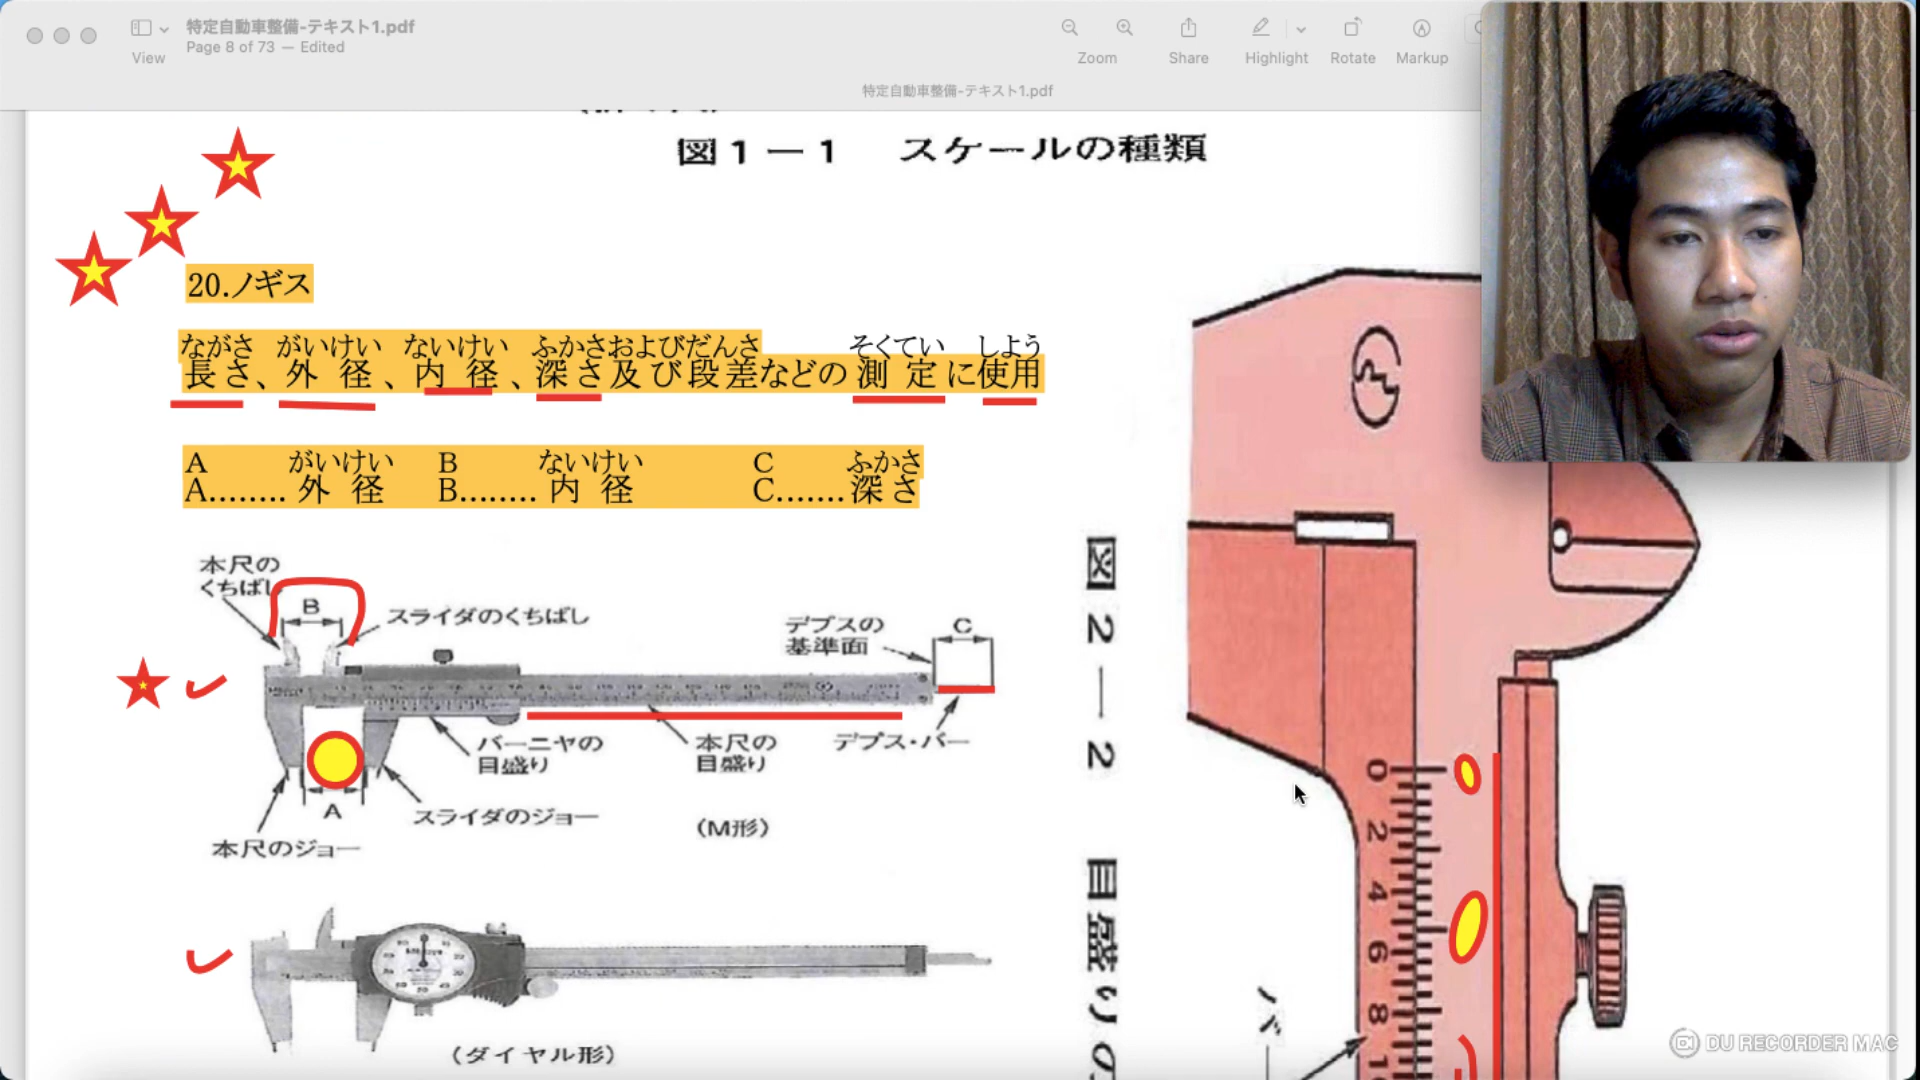 特定自動車整備-テキスト1.pdf
Page 8 of 73 — Edited
View
Zoom
Share
Highlight
Rotate
Markup
特定自動車整備-テキスト1.pdf
図1-1 スケールの種類
20.ノギス
ながさ がいけい ないけい ふかさおよびだんさ そくてい しよう
長さ、外径、内径、深さ及び段差などの測定に使用
A がいけい B ないけい C ふかさ
A........外径 B........内径 C.......深さ
本尺の
くちばし
B
スライダのくちばし
デプスの
基準面
C
バーニヤの
目盛り
本尺の
目盛り
デプス・バー
A
スライダのジョー
(M形)
本尺のジョー
(ダイヤル形)
図2-2 目盛りの
0
2
4
6
8
バー
DU RECORDER MAC